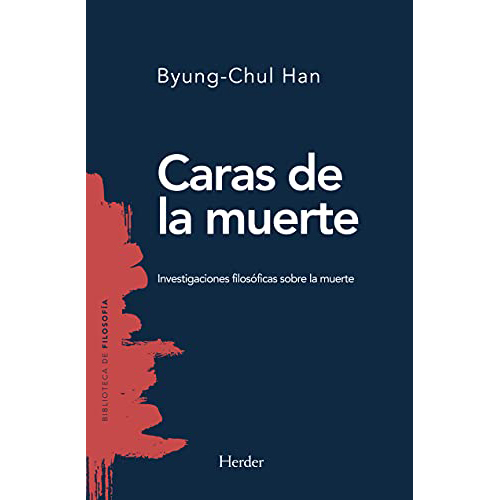 Byung-Chul Han
Caras de
la muerte
Investigaciones filosóficas sobre la muerte
BIBLIOTECA DE FILOSOFÍA
Herder